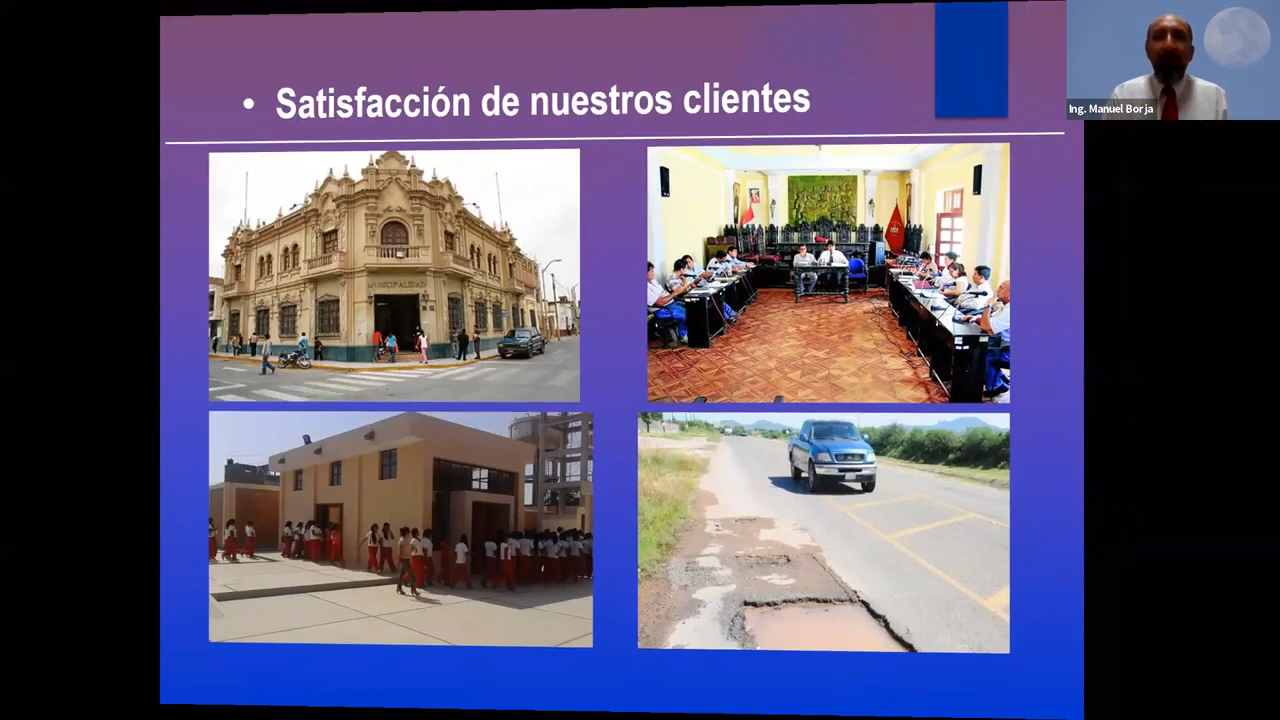 • Satisfacción de nuestros clientes
Ing. Manuel Borja
MUNICIPALIDAD